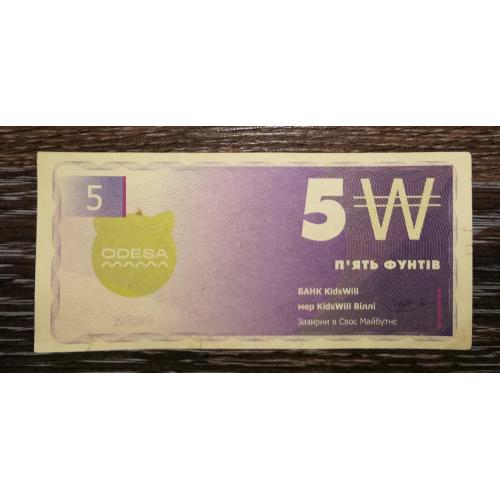 5
ODESA
5 ₩
П'ЯТЬ ФУНТІВ
БАНК KidsWill
мер KidsWill Віллі
Зазирни в Своє Майбутнє